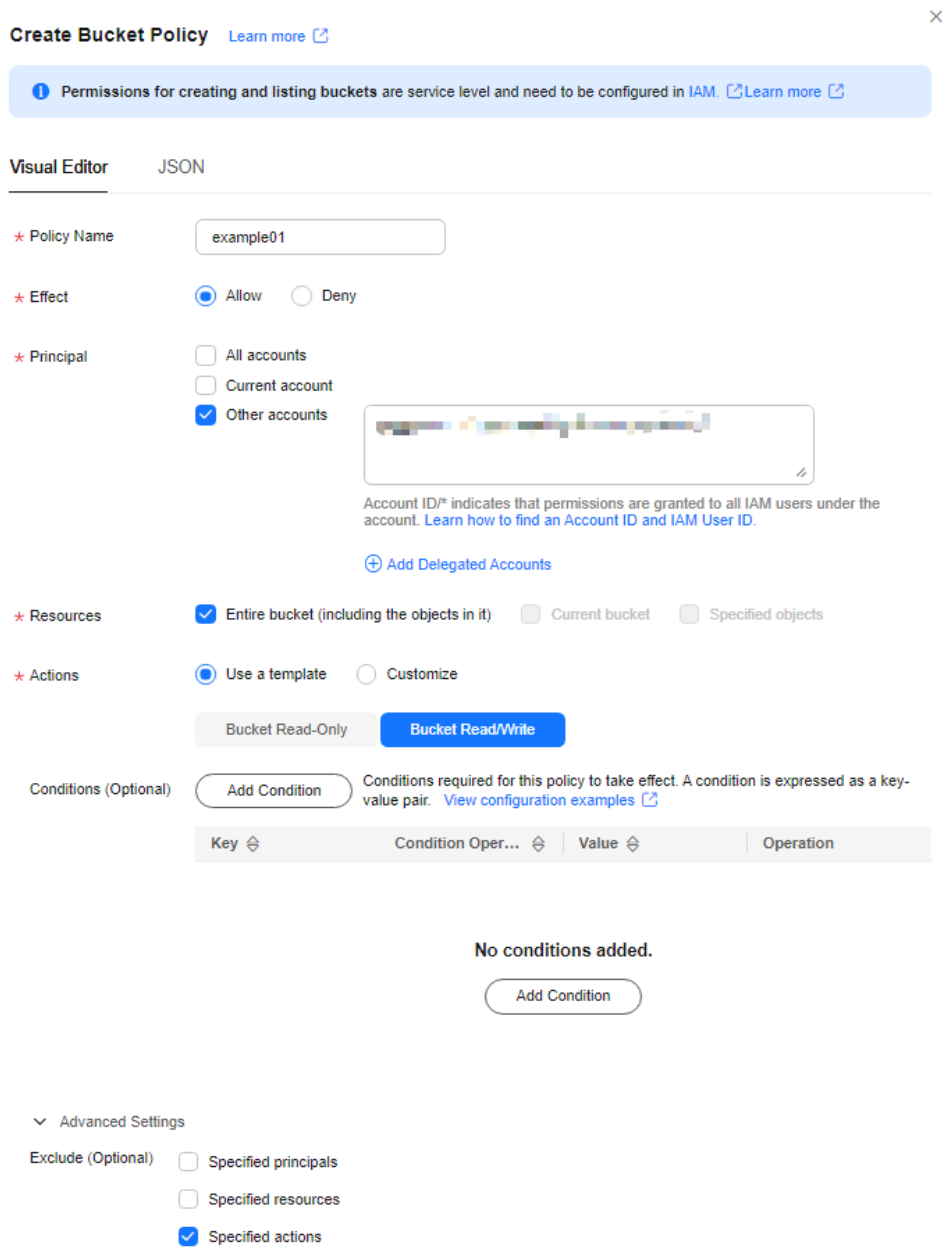 Create Bucket Policy Learn more
Permissions for creating and listing buckets are service level and need to be configured in IAM. Learn more
Visual Editor JSON
* Policy Name example01
* Effect Allow Deny
* Principal All accounts
Current account
Other accounts
Account ID/* indicates that permissions are granted to all IAM users under the
account. Learn how to find an Account ID and IAM User ID.
Add Delegated Accounts
* Resources Entire bucket (including the objects in it) Current bucket Specified objects
* Actions Use a template Customize
Bucket Read-Only Bucket Read/Write
Conditions (Optional) Add Condition Conditions required for this policy to take effect. A condition is expressed as a key-
value pair. View configuration examples
Key Condition Oper... Value Operation
No conditions added.
Add Condition
Advanced Settings
Exclude (Optional) Specified principals
Specified resources
Specified actions